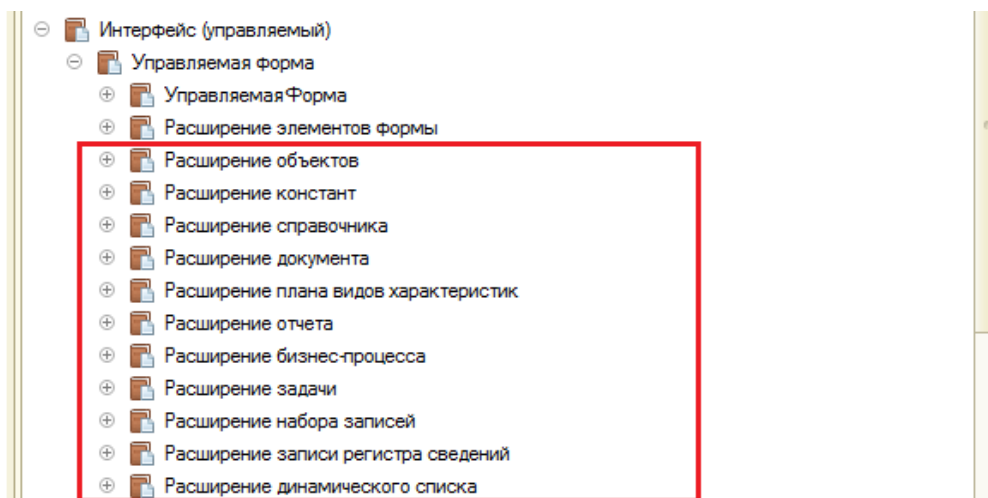 Интерфейс (управляемый)
Управляемая форма
УправляемаяФорма
Расширение элементов формы
Расширение объектов
Расширение констант
Расширение справочника
Расширение документа
Расширение плана видов характеристик
Расширение отчета
Расширение бизнес-процесса
Расширение задачи
Расширение набора записей
Расширение записи регистра сведений
Расширение динамического списка